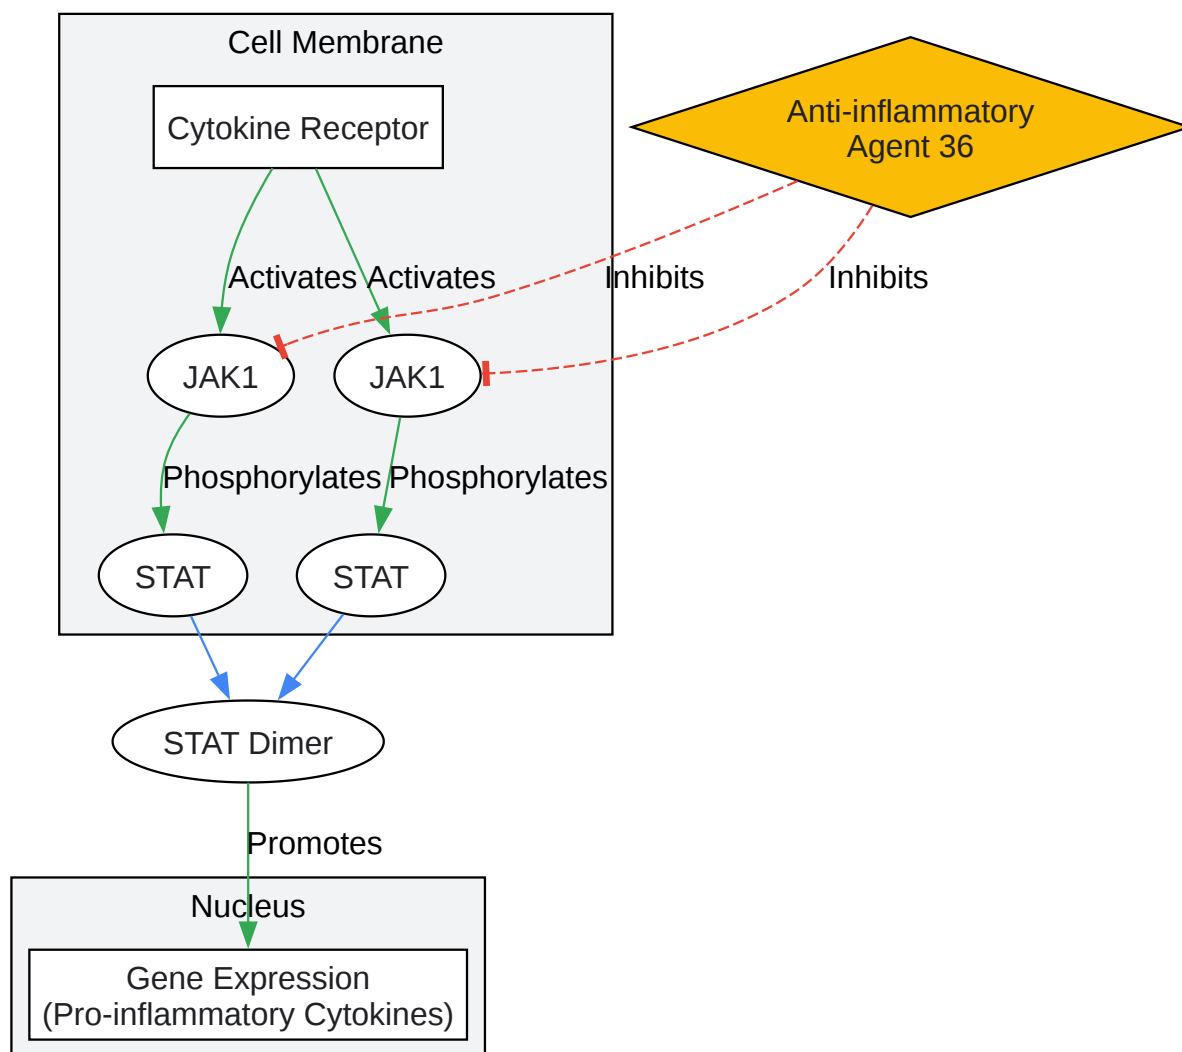 Cell Membrane
Cytokine Receptor
Anti-inflammatory
Agent 36
Activates
Activates
Inhibits
Inhibits
JAK1
JAK1
Phosphorylates
Phosphorylates
STAT
STAT
STAT Dimer
Promotes
Nucleus
Gene Expression
(Pro-inflammatory Cytokines)